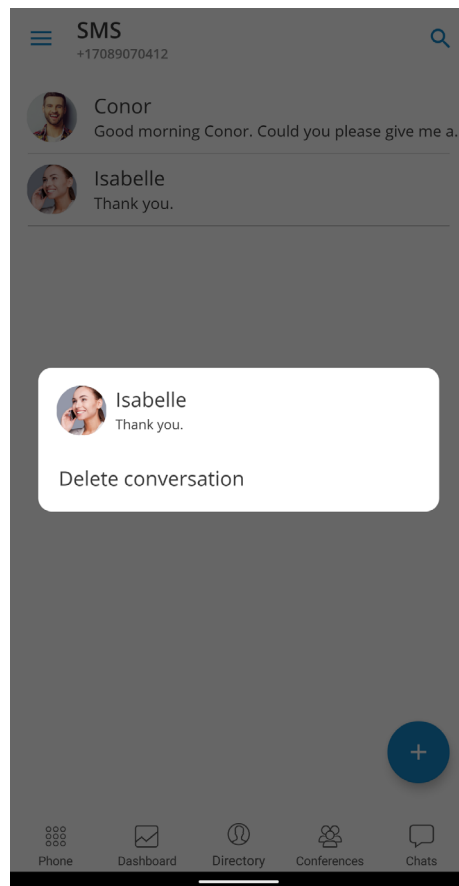 SMS
+17089070412
Conor
Good morning Conor. Could you please give me a.
Isabelle
Thank you.
Isabelle
Thank you.
Delete conversation
+
Phone Dashboard Directory Conferences Chats